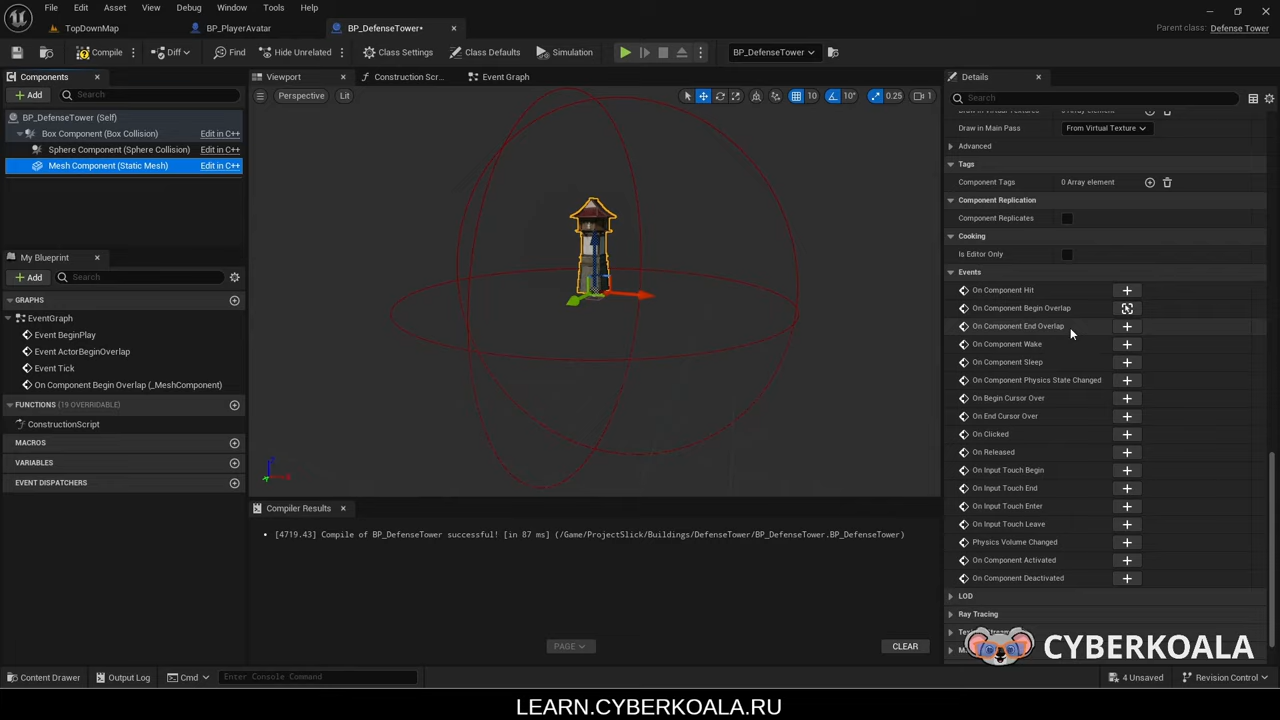 File Edit Asset View Debug Window Tools Help
TopDownMap BP_PlayerAvatar BP_DefenseTower•
Parent class: Defense Tower
Compile Diff Find Hide Unrelated Class Settings Class Defaults Simulation BP_DefenseTower
Components
Add Search
BP_DefenseTower (Self)
Box Component (Box Collision) Edit in C++
Sphere Component (Sphere Collision) Edit in C++
Mesh Component (Static Mesh) Edit in C++
My Blueprint
Add Search
GRAPHS
EventGraph
Event BeginPlay
Event ActorBeginOverlap
Event Tick
On Component Begin Overlap (_MeshComponent)
FUNCTIONS (19 OVERRIDABLE)
ConstructionScript
MACROS
VARIABLES
EVENT DISPATCHERS
Viewport Construction Scr... Event Graph
Perspective Lit 10 10° 0.25 1
Compiler Results
[4719.43] Compile of BP_DefenseTower successful! [in 87 ms] (/Game/ProjectSlick/Buildings/DefenseTower/BP_DefenseTower.BP_DefenseTower)
PAGE CLEAR
Details
Search
Draw in Main Pass From Virtual Texture
Advanced
Tags
Component Tags 0 Array element
Component Replication
Component Replicates
Cooking
Is Editor Only
Events
On Component Hit
On Component Begin Overlap
On Component End Overlap
On Component Wake
On Component Sleep
On Component Physics State Changed
On Begin Cursor Over
On End Cursor Over
On Clicked
On Released
On Input Touch Begin
On Input Touch End
On Input Touch Enter
On Input Touch Leave
Physics Volume Changed
On Component Activated
On Component Deactivated
LOD
Ray Tracing
CYBERKOALA
Content Drawer Output Log Cmd Enter Console Command 4 Unsaved Revision Control
LEARN.CYBERKOALA.RU